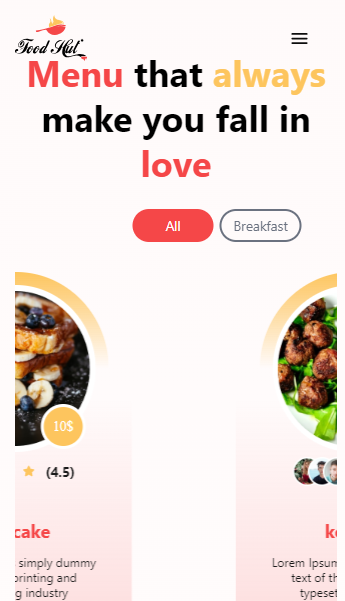 Food Hut
Menu that always
make you fall in
love
All
Breakfast
10$
(4.5)
cake
simply dummy
printing and
g industry
Lorem Ipsum
text of th
typeset